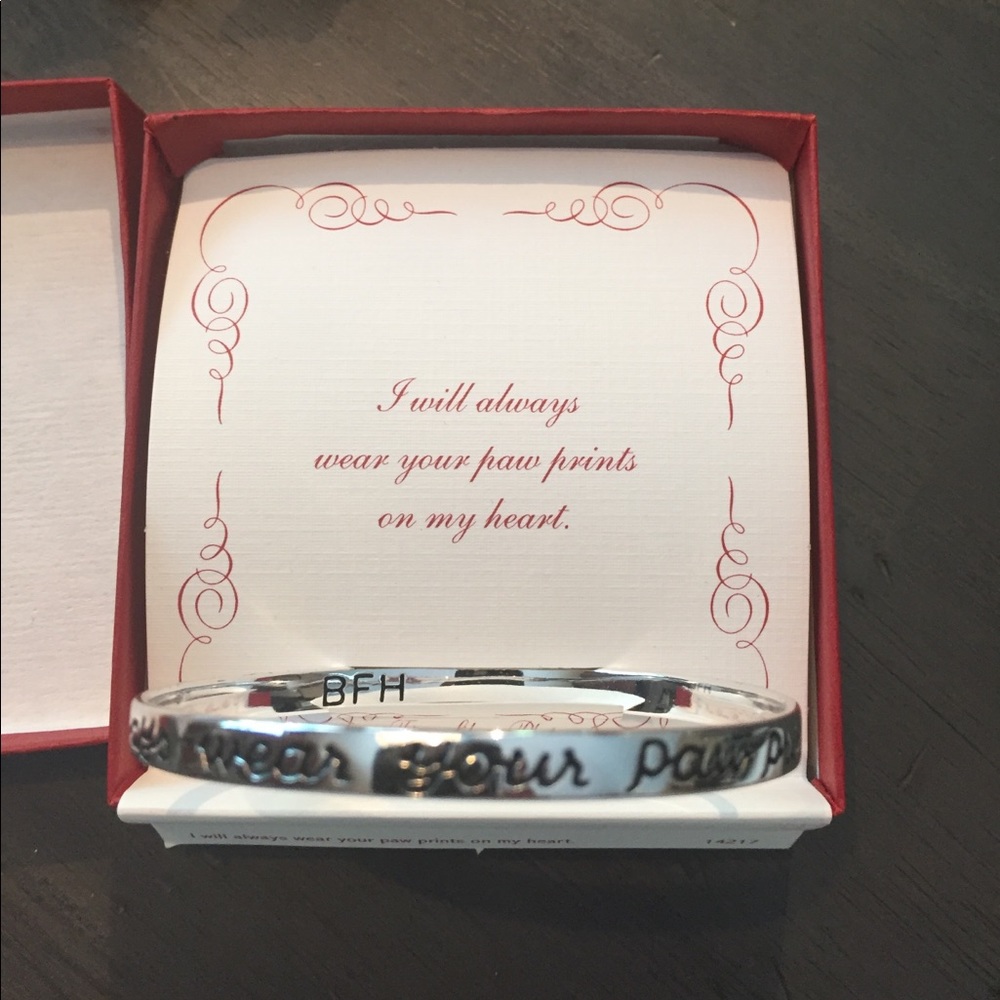 I will always
wear your paw prints
on my heart.
BFH
wear your paw
I will always wear your paw prints on my heart.
14217